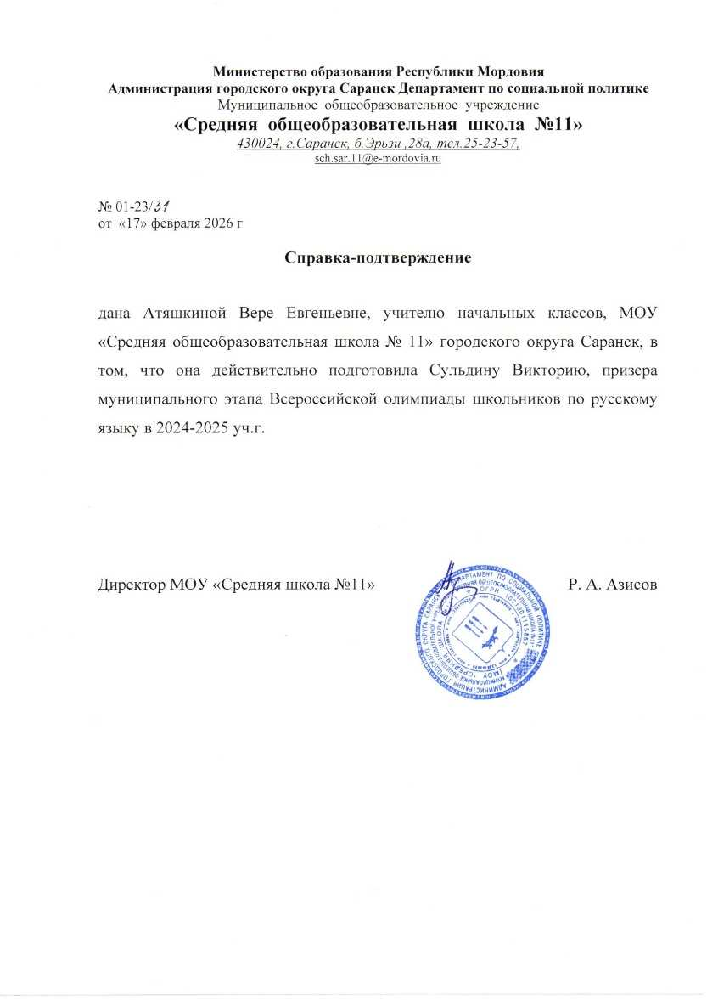 Министерство образования Республики Мордовия
Администрация городского округа Саранск Департамент по социальной политике
Муниципальное общеобразовательное учреждение
«Средняя общеобразовательная школа №11»
430024, г.Саранск, б.Эрьзи ,28а, тел.25-23-57,
sch.sar.11@e-mordovia.ru
№ 01-23/31
от «17» февраля 2026 г
Справка-подтверждение
дана Атяшкиной Вере Евгеньевне, учителю начальных классов, МОУ
«Средняя общеобразовательная школа № 11» городского округа Саранск, в
том, что она действительно подготовила Сульдину Викторию, призера
муниципального этапа Всероссийской олимпиады школьников по русскому
языку в 2024-2025 уч.г.
Директор МОУ «Средняя школа №11» Р. А. Азисов